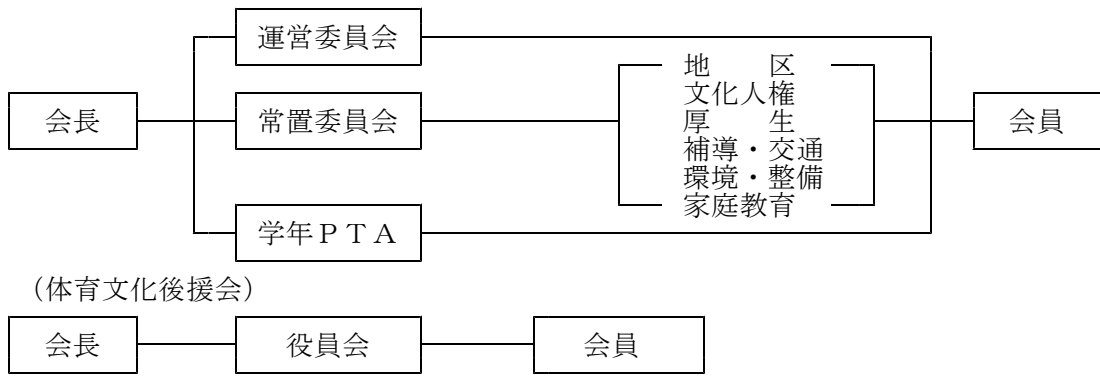 運営委員会
地　　区
文化人権
会長
常置委員会
厚　　生
会員
補導・交通
環境・整備
家庭教育
学年ＰＴＡ
（体育文化後援会）
会長
役員会
会員